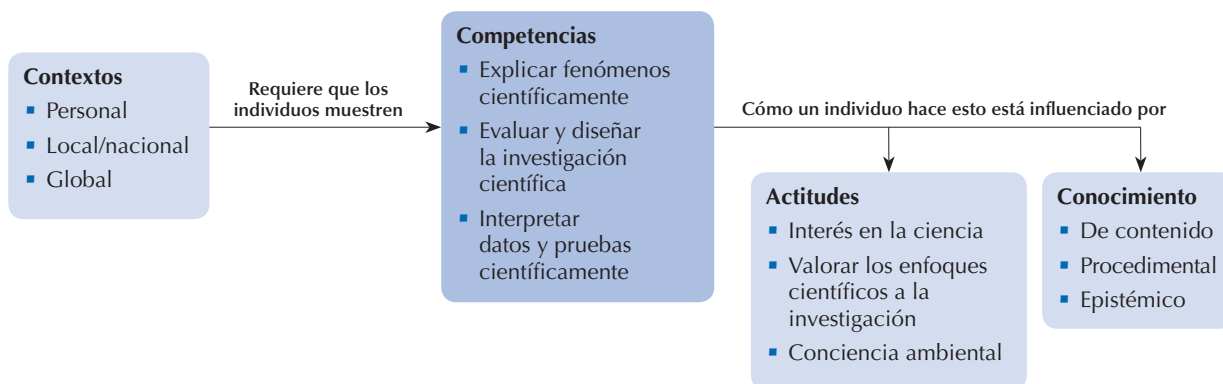 Contextos
▪ Personal
▪ Local/nacional
▪ Global
Requiere que los
individuos muestren
Competencias
▪ Explicar fenómenos
científicamente
▪ Evaluar y diseñar
la investigación
científica
▪ Interpretar
datos y pruebas
científicamente
Cómo un individuo hace esto está influenciado por
Actitudes
▪ Interés en la ciencia
▪ Valorar los enfoques
científicos a la
investigación
▪ Conciencia ambiental
Conocimiento
▪ De contenido
▪ Procedimental
▪ Epistémico